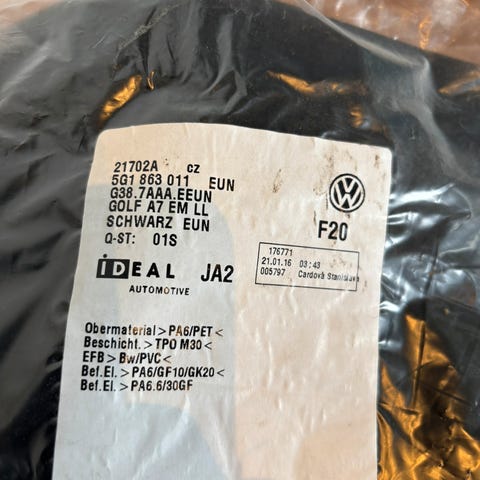 21702A cz
5G1 863 011 EUN
G38.7AAA.EEUN
GOLF A7 EM LL
SCHWARZ EUN
Q-ST: 01S
F20
iDEAL JA2
AUTOMOTIVE
176771
21.01.16 03:43
005797 Cardová Stanislava
Obermaterial>PA6/PET<
Beschicht.>TPO M30<
EFB>Bw/PVC<
Bef.El.>PA6/GF10/GK20<
Bef.El.>PA6.6/30GF